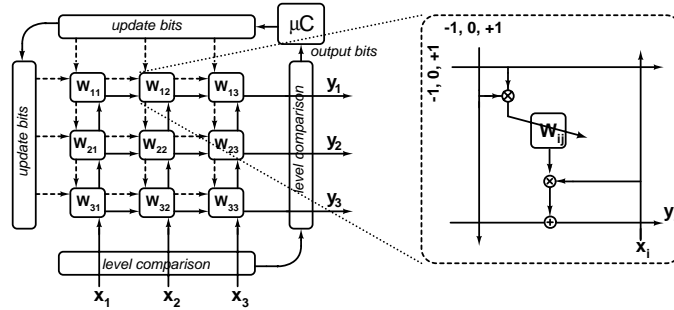 update bits
μC
output bits
update bits
W11
W12
W13
y1
W21
W22
W23
y2
level comparison
W31
W32
W33
y3
level comparison
x1
x2
x3
-1, 0, +1
-1, 0, +1
Wij
y
xi